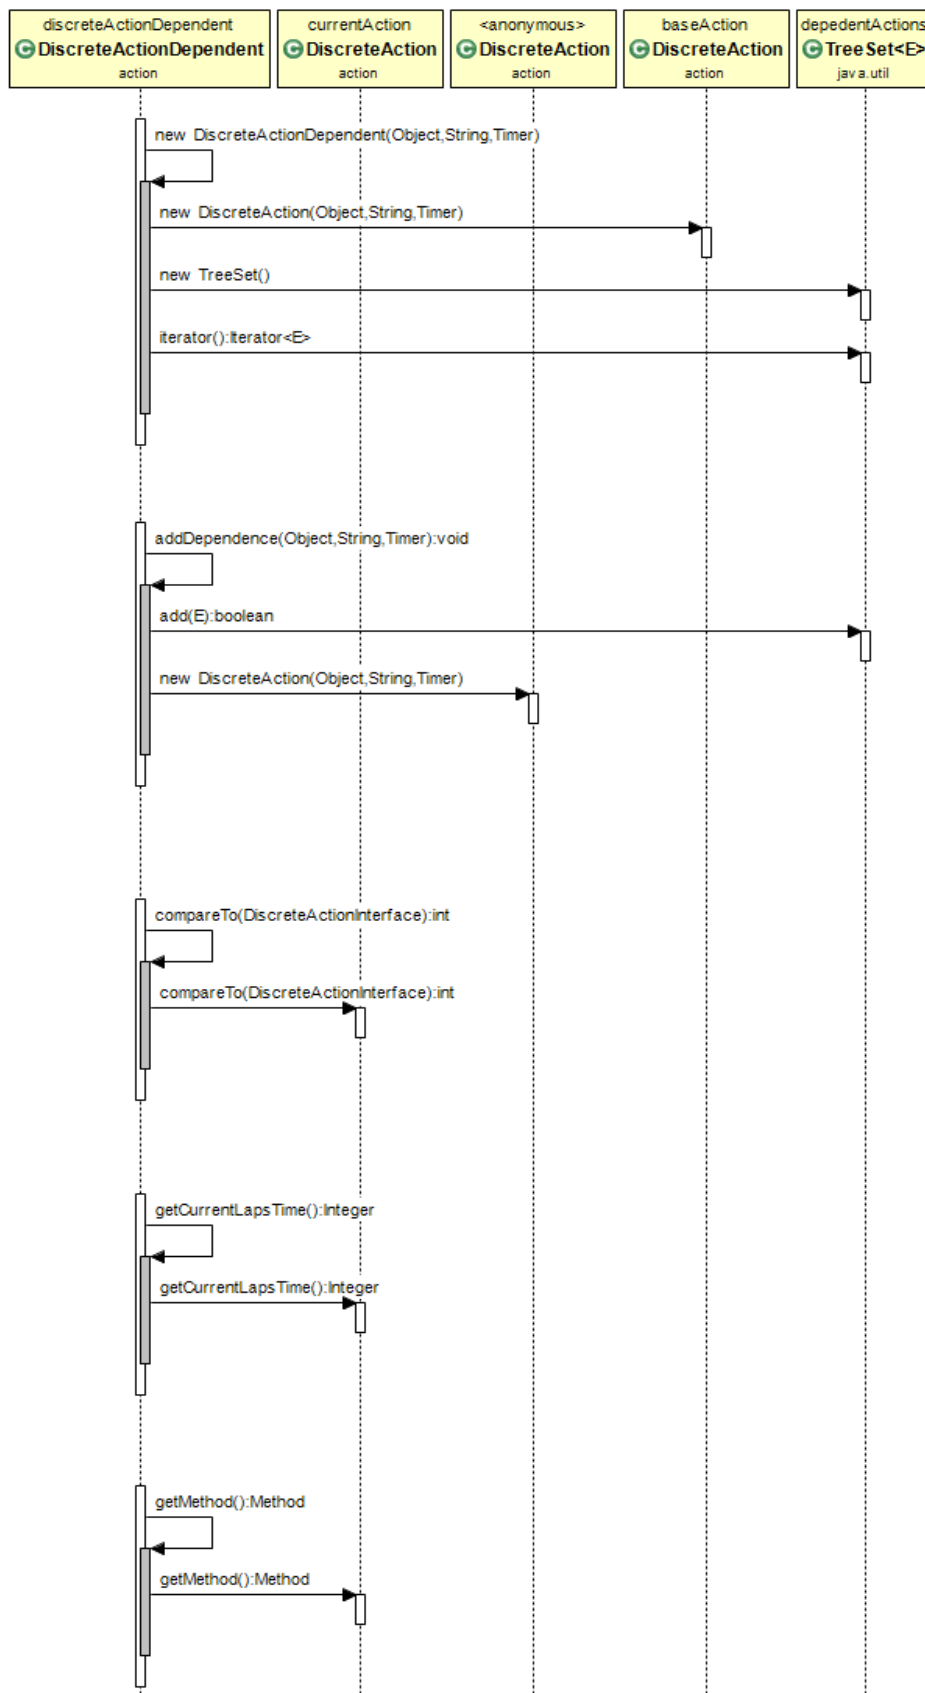 discreteActionDependent
DiscreteActionDependent
action
currentAction
DiscreteAction
action
<anonymous>
DiscreteAction
action
baseAction
DiscreteAction
action
depedentActions
TreeSet<E>
java.util
new DiscreteActionDependent(Object,String,Timer)
new DiscreteAction(Object,String,Timer)
new TreeSet()
iterator():Iterator<E>
addDependence(Object,String,Timer):void
add(E):boolean
new DiscreteAction(Object,String,Timer)
compareTo(DiscreteActionInterface):int
compareTo(DiscreteActionInterface):int
getCurrentLapsTime():Integer
getCurrentLapsTime():Integer
getMethod():Method
getMethod():Method